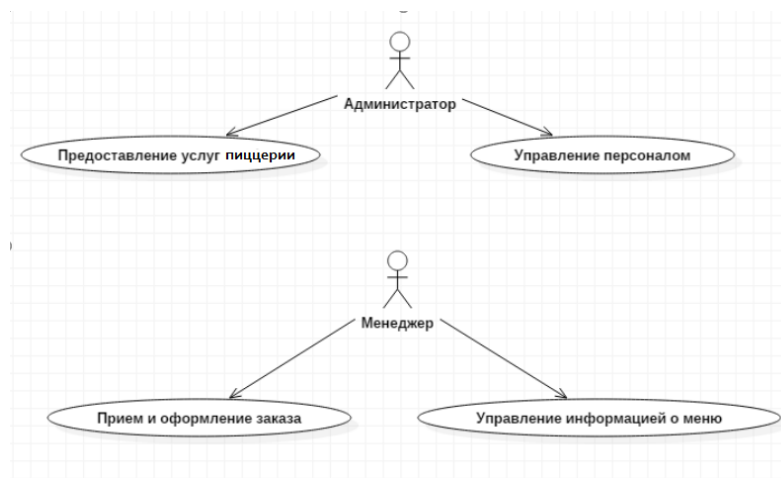 Администратор
Предоставление услуг пиццерии
Управление персоналом
Менеджер
Прием и оформление заказа
Управление информацией о меню